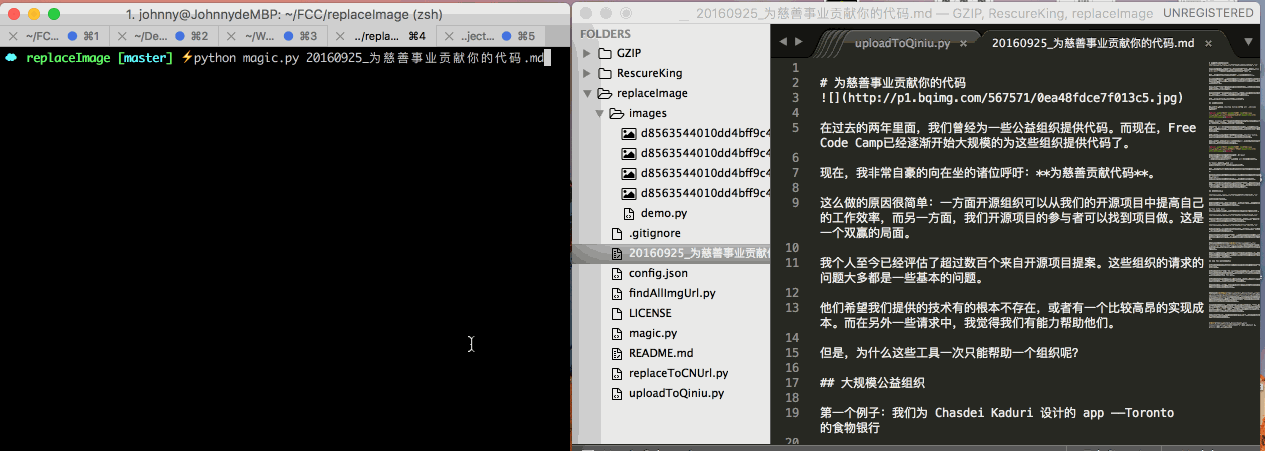 1. johnny@JohnnydeMBP: ~/FCC/replaceImage (zsh)
~/FC... ⌘1 ~/De... ⌘2 ~/W... ⌘3 ../repla... ⌘4 ..ject... ⌘5
replaceImage [master] ⚡python magic.py 20160925_为慈善事业贡献你的代码.md
20160925_为慈善事业贡献你的代码.md — GZIP, RescureKing, replaceImage UNREGISTERED
FOLDERS
GZIP
RescureKing
replaceImage
images
d8563544010dd4bff9c4
d8563544010dd4bff9c4
d8563544010dd4bff9c4
d8563544010dd4bff9c4
demo.py
.gitignore
20160925_为慈善事业贡献你
config.json
findAllImgUrl.py
LICENSE
magic.py
README.md
replaceToCNUrl.py
uploadToQiniu.py
uploadToQiniu.py 20160925_为慈善事业贡献你的代码.md
1
2 # 为慈善事业贡献你的代码
3 ![](http://p1.bqimg.com/567571/0ea48fdce7f013c5.jpg)
4
5 在过去的两年里面，我们曾经为一些公益组织提供代码。而现在，Free
Code Camp已经逐渐开始大规模的为这些组织提供代码了。
6
7 现在，我非常自豪的向在坐的诸位呼吁：**为慈善贡献代码**。
8
9 这么做的原因很简单：一方面开源组织可以从我们的开源项目中提高自己
的工作效率，而另一方面，我们开源项目的参与者可以找到项目做。这是
一个双赢的局面。
10
11 我个人至今已经评估了超过数百个来自开源项目提案。这些组织的请求的
问题大多都是一些基本的问题。
12
13 他们希望我们提供的技术有的根本不存在，或者有一个比较高昂的实现成
本。而在另外一些请求中，我觉得我们有能力帮助他们。
14
15 但是，为什么这些工具一次只能帮助一个组织呢？
16
17 ## 大规模公益组织
18
19 第一个例子：我们为 Chasdei Kaduri 设计的 app ——Toronto
的食物银行
20